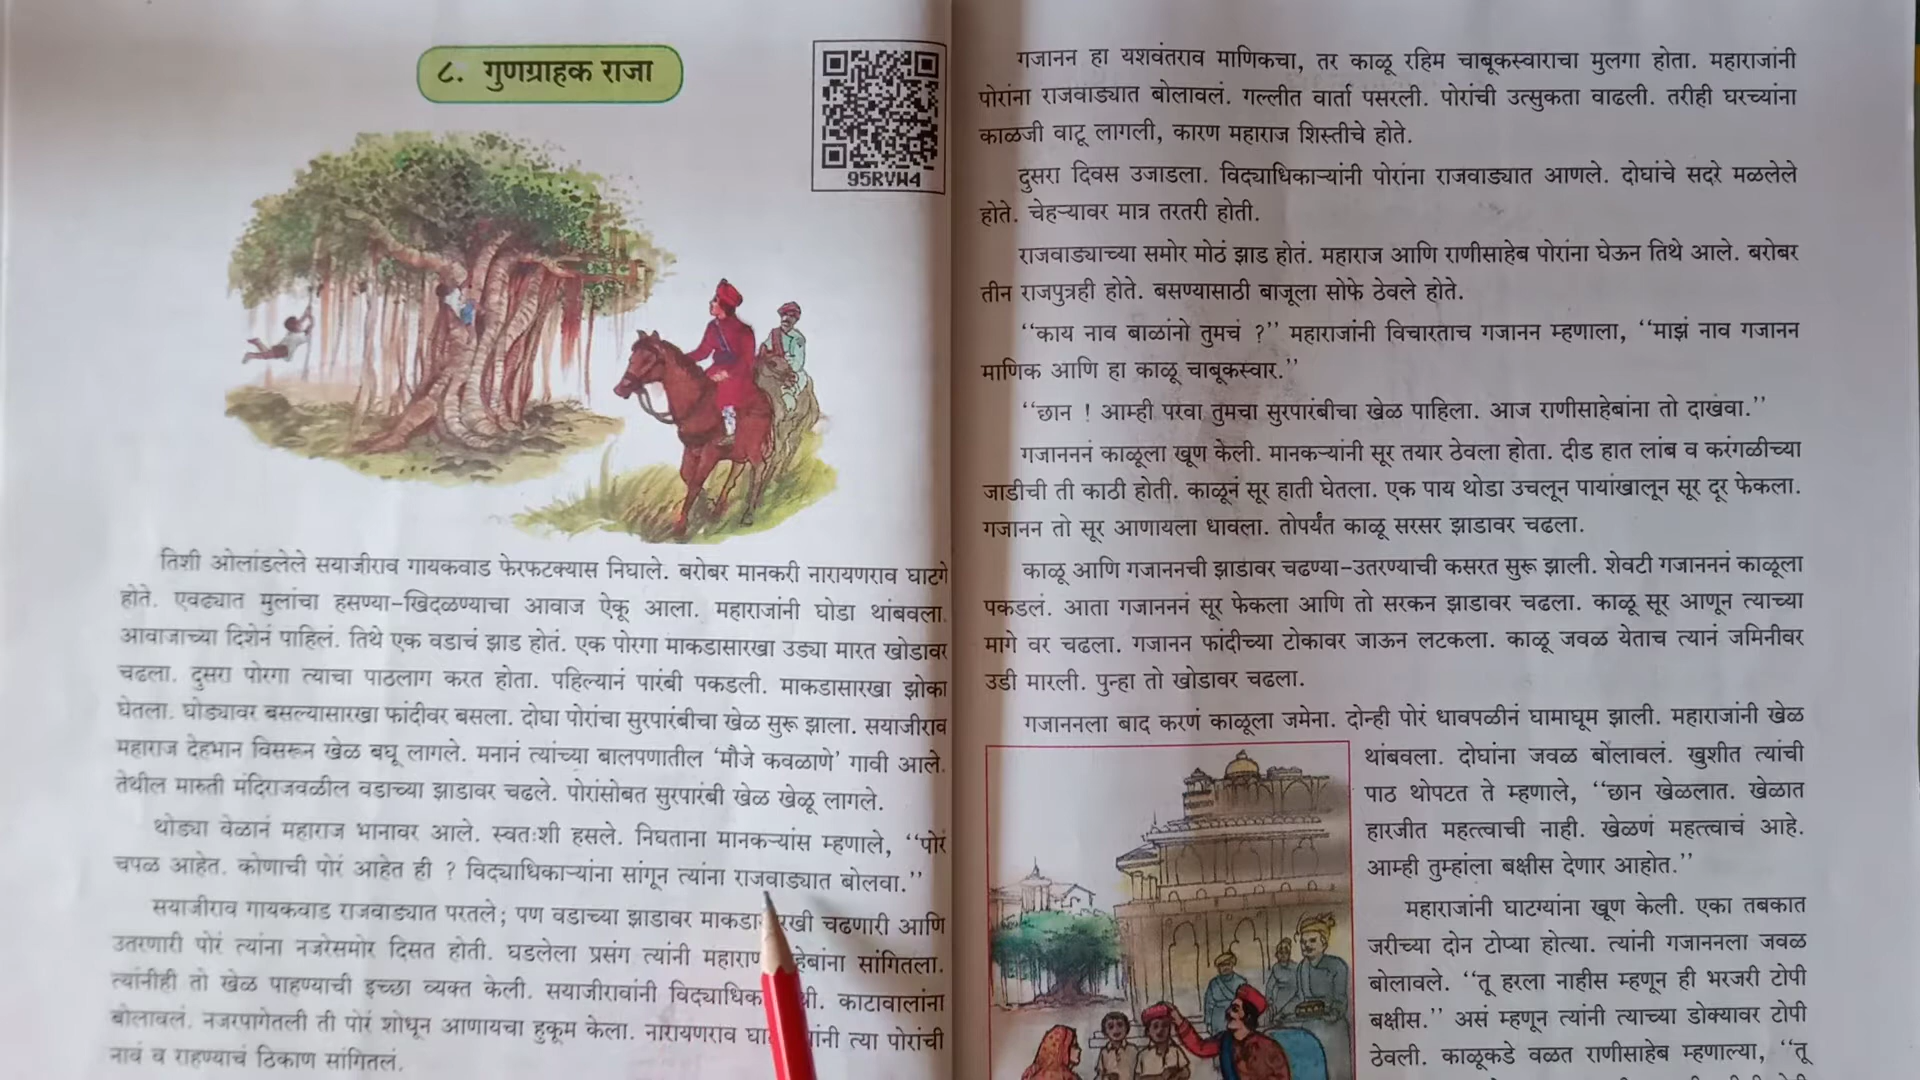 ८. गुणग्राहक राजा
95RVW4
तिशी ओलांडलेले सयाजीराव गायकवाड फेरफटक्यास निघाले. बरोबर मानकरी नारायणराव घाटगे
होते. एवढ्यात मुलांचा हसण्या-खिदळण्याचा आवाज ऐकू आला. महाराजांनी घोडा थांबवला.
आवाजाच्या दिशेनं पाहिलं. तिथे एक वडाचं झाड होतं. एक पोरगा माकडासारखा उड्या मारत खोडावर
चढला. दुसरा पोरगा त्याचा पाठलाग करत होता. पहिल्यानं पारंबी पकडली. माकडासारखा झोका
घेतला. घोड्यावर बसल्यासारखा फांदीवर बसला. दोघा पोरांचा सुरपारंबीचा खेळ सुरू झाला. सयाजीराव
महाराज देहभान विसरून खेळ बघू लागले. मनानं त्यांच्या बालपणातील ‘मौजे कवळाणे’ गावी आले.
तेथील मारुती मंदिराजवळील वडाच्या झाडावर चढले. पोरांसोबत सुरपारंबी खेळ खेळू लागले.
थोड्या वेळानं महाराज भानावर आले. स्वतःशी हसले. निघताना मानकऱ्यांस म्हणाले, ‘‘पोरं
चपळ आहेत. कोणाची पोरं आहेत ही ? विद्याधिकाऱ्यांना सांगून त्यांना राजवाड्यात बोलवा.’’
सयाजीराव गायकवाड राजवाड्यात परतले; पण वडाच्या झाडावर रखी चढणारी आणि
उतरणारी पोरं त्यांना नजरेसमोर दिसत होती. घडलेला प्रसंग त्यांनी हेबांना सांगितला.
त्यांनीही तो खेळ पाहण्याची इच्छा व्यक्त केली. सयाजीरावांनी श्री. काटावालांना
बोलावलं. नजरपागेतली ती पोरं शोधून आणायचा हुकूम केला. नारायणराव त्या पोरांची
नावं व राहण्याचं ठिकाण सांगितलं.
गजानन हा यशवंतराव माणिकचा, तर काळू रहिम चाबूकस्वाराचा मुलगा होता. महाराजांनी
पोरांना राजवाड्यात बोलावलं. गल्लीत वार्ता पसरली. पोरांची उत्सुकता वाढली. तरीही घरच्यांना
काळजी वाटू लागली, कारण महाराज शिस्तीचे होते.
दुसरा दिवस उजाडला. विद्याधिकाऱ्यांनी पोरांना राजवाड्यात आणले. दोघांचे सदरे मळलेले
होते. चेहऱ्यावर मात्र तरतरी होती.
राजवाड्याच्या समोर मोठं झाड होतं. महाराज आणि राणीसाहेब पोरांना घेऊन तिथे आले. बरोबर
तीन राजपुत्रही होते. बसण्यासाठी बाजूला सोफे ठेवले होते.
‘‘काय नाव बाळांनो तुमचं ?’’ महाराजांनी विचारताच गजानन म्हणाला, ‘‘माझं नाव गजानन
माणिक आणि हा काळू चाबूकस्वार.’’
‘‘छान ! आम्ही परवा तुमचा सुरपारंबीचा खेळ पाहिला. आज राणीसाहेबांना तो दाखवा.’’
गजानननं काळूला खूण केली. मानकऱ्यांनी सूर तयार ठेवला होता. दीड हात लांब व करंगळीच्या
जाडीची ती काठी होती. काळूनं सूर हाती घेतला. एक पाय थोडा उचलून पायांखालून सूर दूर फेकला.
गजानन तो सूर आणायला धावला. तोपर्यंत काळू सरसर झाडावर चढला.
काळू आणि गजाननची झाडावर चढण्या-उतरण्याची कसरत सुरू झाली. शेवटी गजानननं काळूला
पकडलं. आता गजानननं सूर फेकला आणि तो सरकन झाडावर चढला. काळू सूर आणून त्याच्या
मागे वर चढला. गजानन फांदीच्या टोकावर जाऊन लटकला. काळू जवळ येताच त्यानं जमिनीवर
उडी मारली. पुन्हा तो खोडावर चढला.
गजाननला बाद करणं काळूला जमेना. दोन्ही पोरं धावपळीनं घामाघूम झाली. महाराजांनी खेळ
थांबवला. दोघांना जवळ बोलावलं. खुशीत त्यांची
पाठ थोपटत ते म्हणाले, ‘‘छान खेळलात. खेळात
हारजीत महत्त्वाची नाही. खेळणं महत्त्वाचं आहे.
आम्ही तुम्हांला बक्षीस देणार आहोत.’’
महाराजांनी घाटग्यांना खूण केली. एका तबकात
जरीच्या दोन टोप्या होत्या. त्यांनी गजाननला जवळ
बोलावले. ‘‘तू हरला नाहीस म्हणून ही भरजरी टोपी
बक्षीस.’’ असं म्हणून त्यांनी त्याच्या डोक्यावर टोपी
ठेवली. काळूकडे वळत राणीसाहेब म्हणाल्या, ‘‘तू